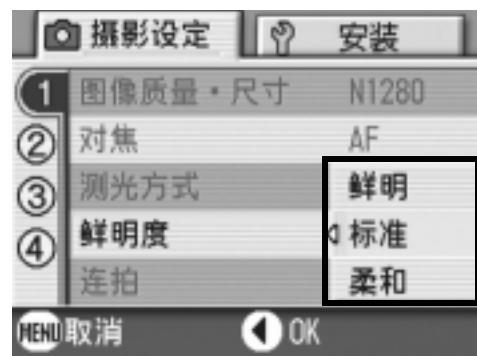 摄影设定 安装
1 图像质量・尺寸 N1280
2 对焦 AF
3 测光方式 鲜明
4 鲜明度 标准
连拍 柔和
MENU 取消 OK